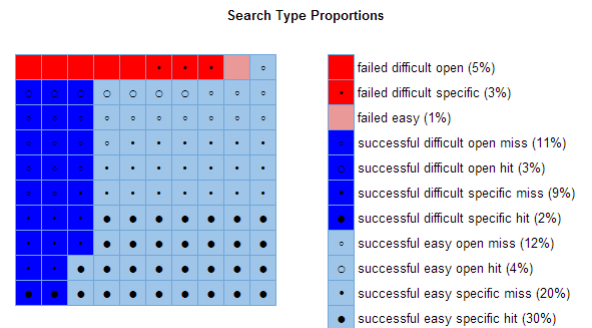 Search Type Proportions
failed difficult open (5%)
failed difficult specific (3%)
failed easy (1%)
successful difficult open miss (11%)
successful difficult open hit (3%)
successful difficult specific miss (9%)
successful difficult specific hit (2%)
successful easy open miss (12%)
successful easy open hit (4%)
successful easy specific miss (20%)
successful easy specific hit (30%)